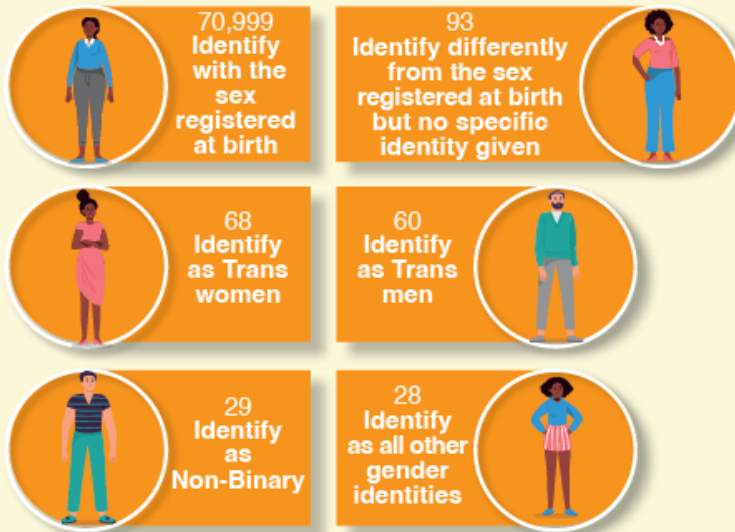 70,999
Identify
with the
sex
registered
at birth
93
Identify differently
from the sex
registered at birth
but no specific
identity given
68
Identify
as Trans
women
60
Identify
as Trans
men
29
Identify
as
Non-Binary
28
Identify
as all other
gender
identities